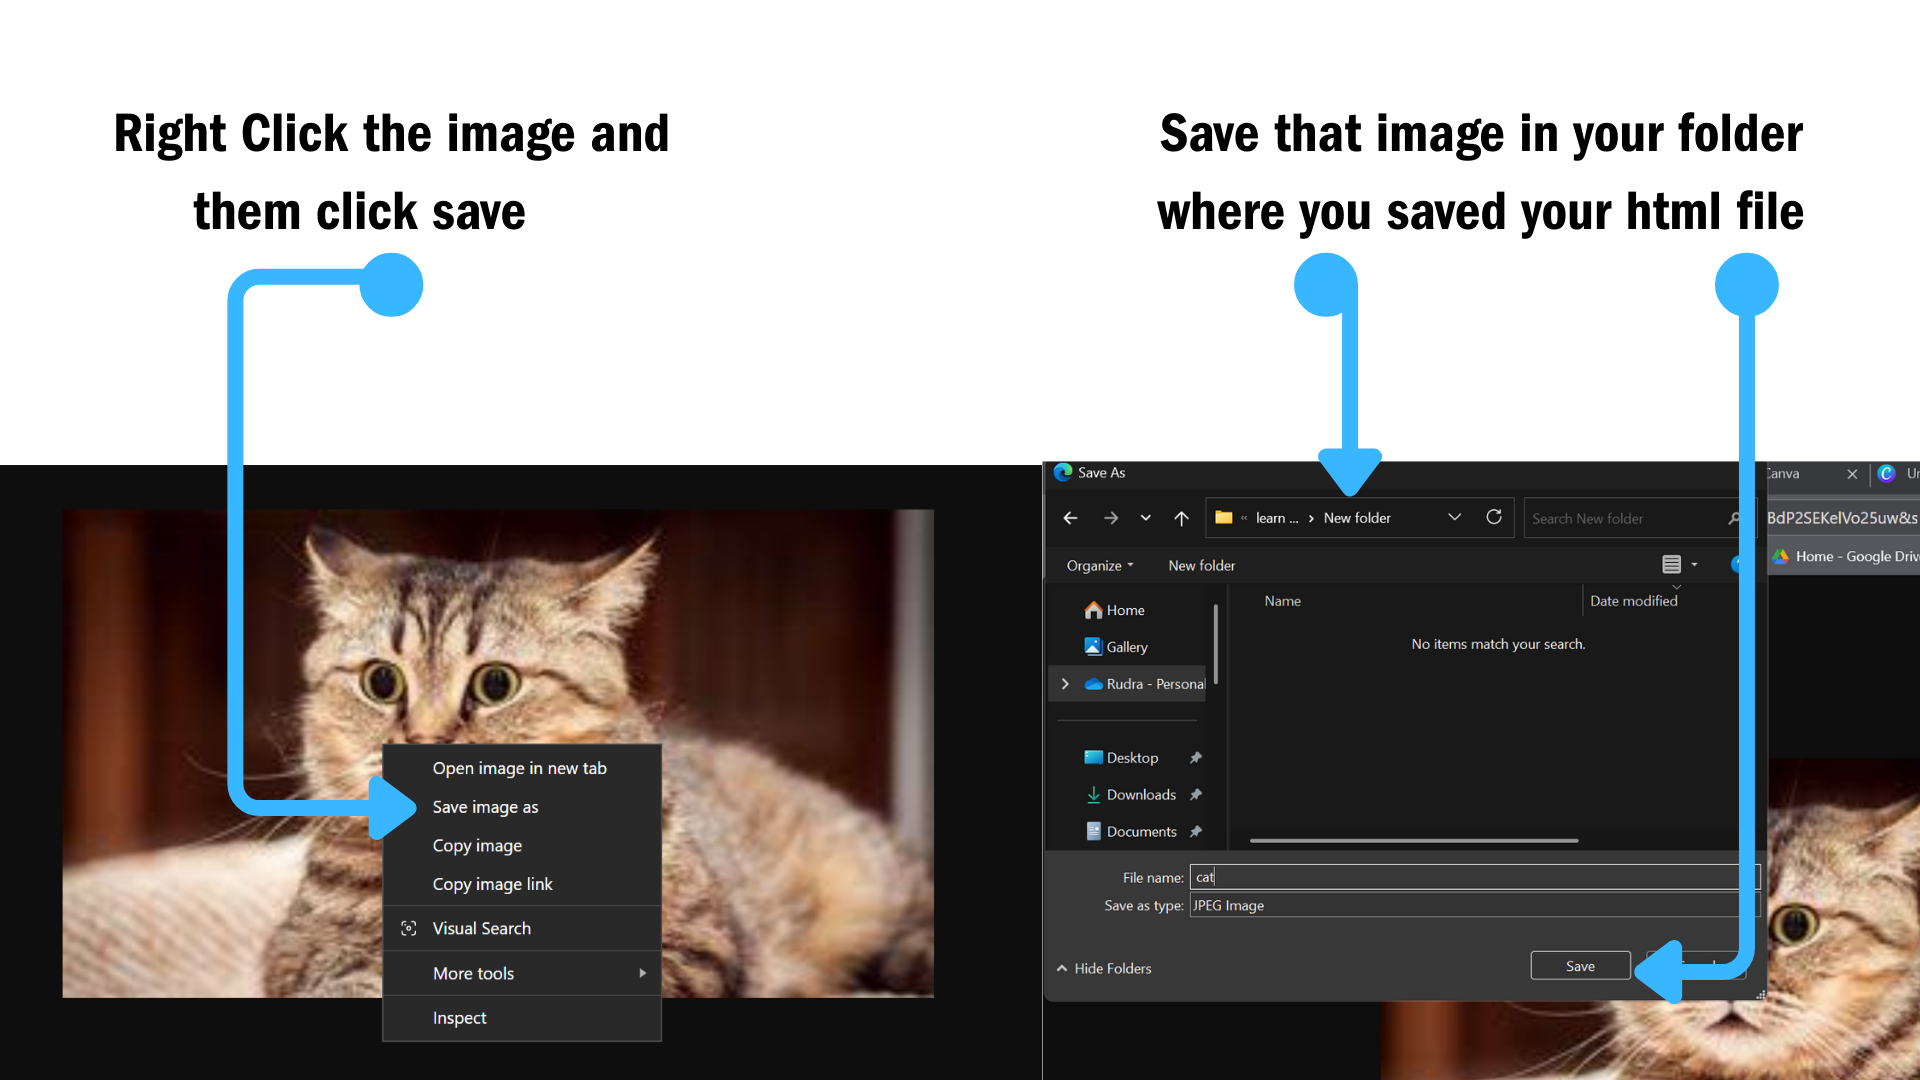 Right Click the image and
them click save
Save that image in your folder
where you saved your html file
Open image in new tab
Save image as
Copy image
Copy image link
Visual Search
More tools
Inspect
Save As
« learn ... › New folder
Search New folder
Organize
New folder
Home
Gallery
Rudra - Personal
Desktop
Downloads
Documents
Name
Date modified
No items match your search.
File name: cat
Save as type: JPEG Image
Hide Folders
Save
Canva
BdP2SEKelVo25uw&s
Home - Google Drive